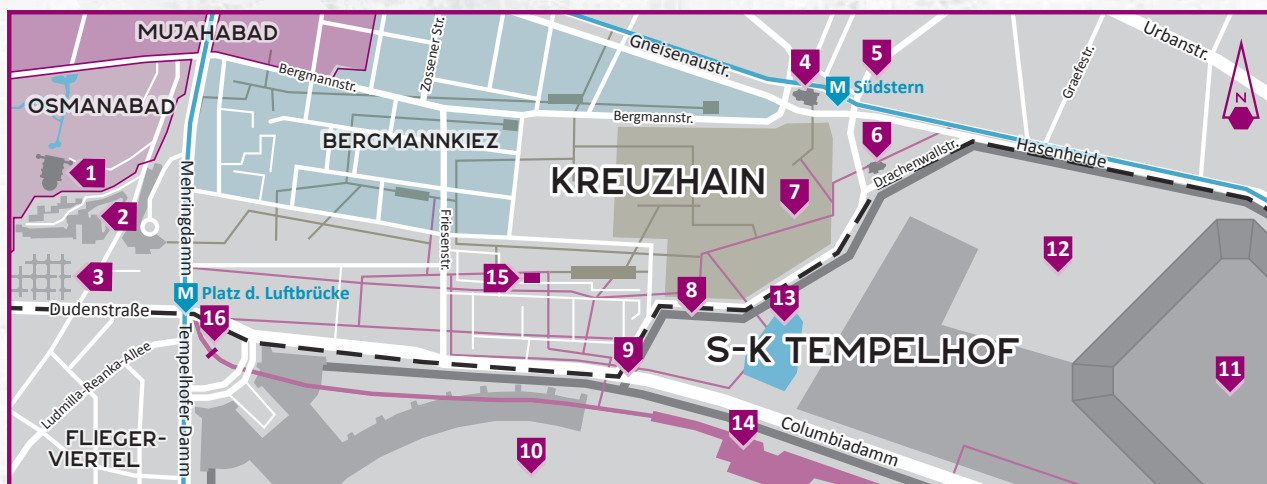 MUJAHABAD
OSMANABAD
Bergmannstr.
Zossener Str.
BERGMANNKIEZ
Gneisenaustr.
Bergmannstr.
4
5
M Südstern
Graefestr.
Urbanstr.
N
6
Drachenwallstr.
Hasenheide
1
2
3
Mehringdamm
KREUZHAIN
7
Friesenstr.
12
15
8
13
M Platz d. Luftbrücke
Dudenstraße
16
9
S-K TEMPELHOF
11
Ludmilla-Reanka-Allee
Tempelhofer Damm
FLIEGER-
VIERTEL
10
14
Columbiadamm